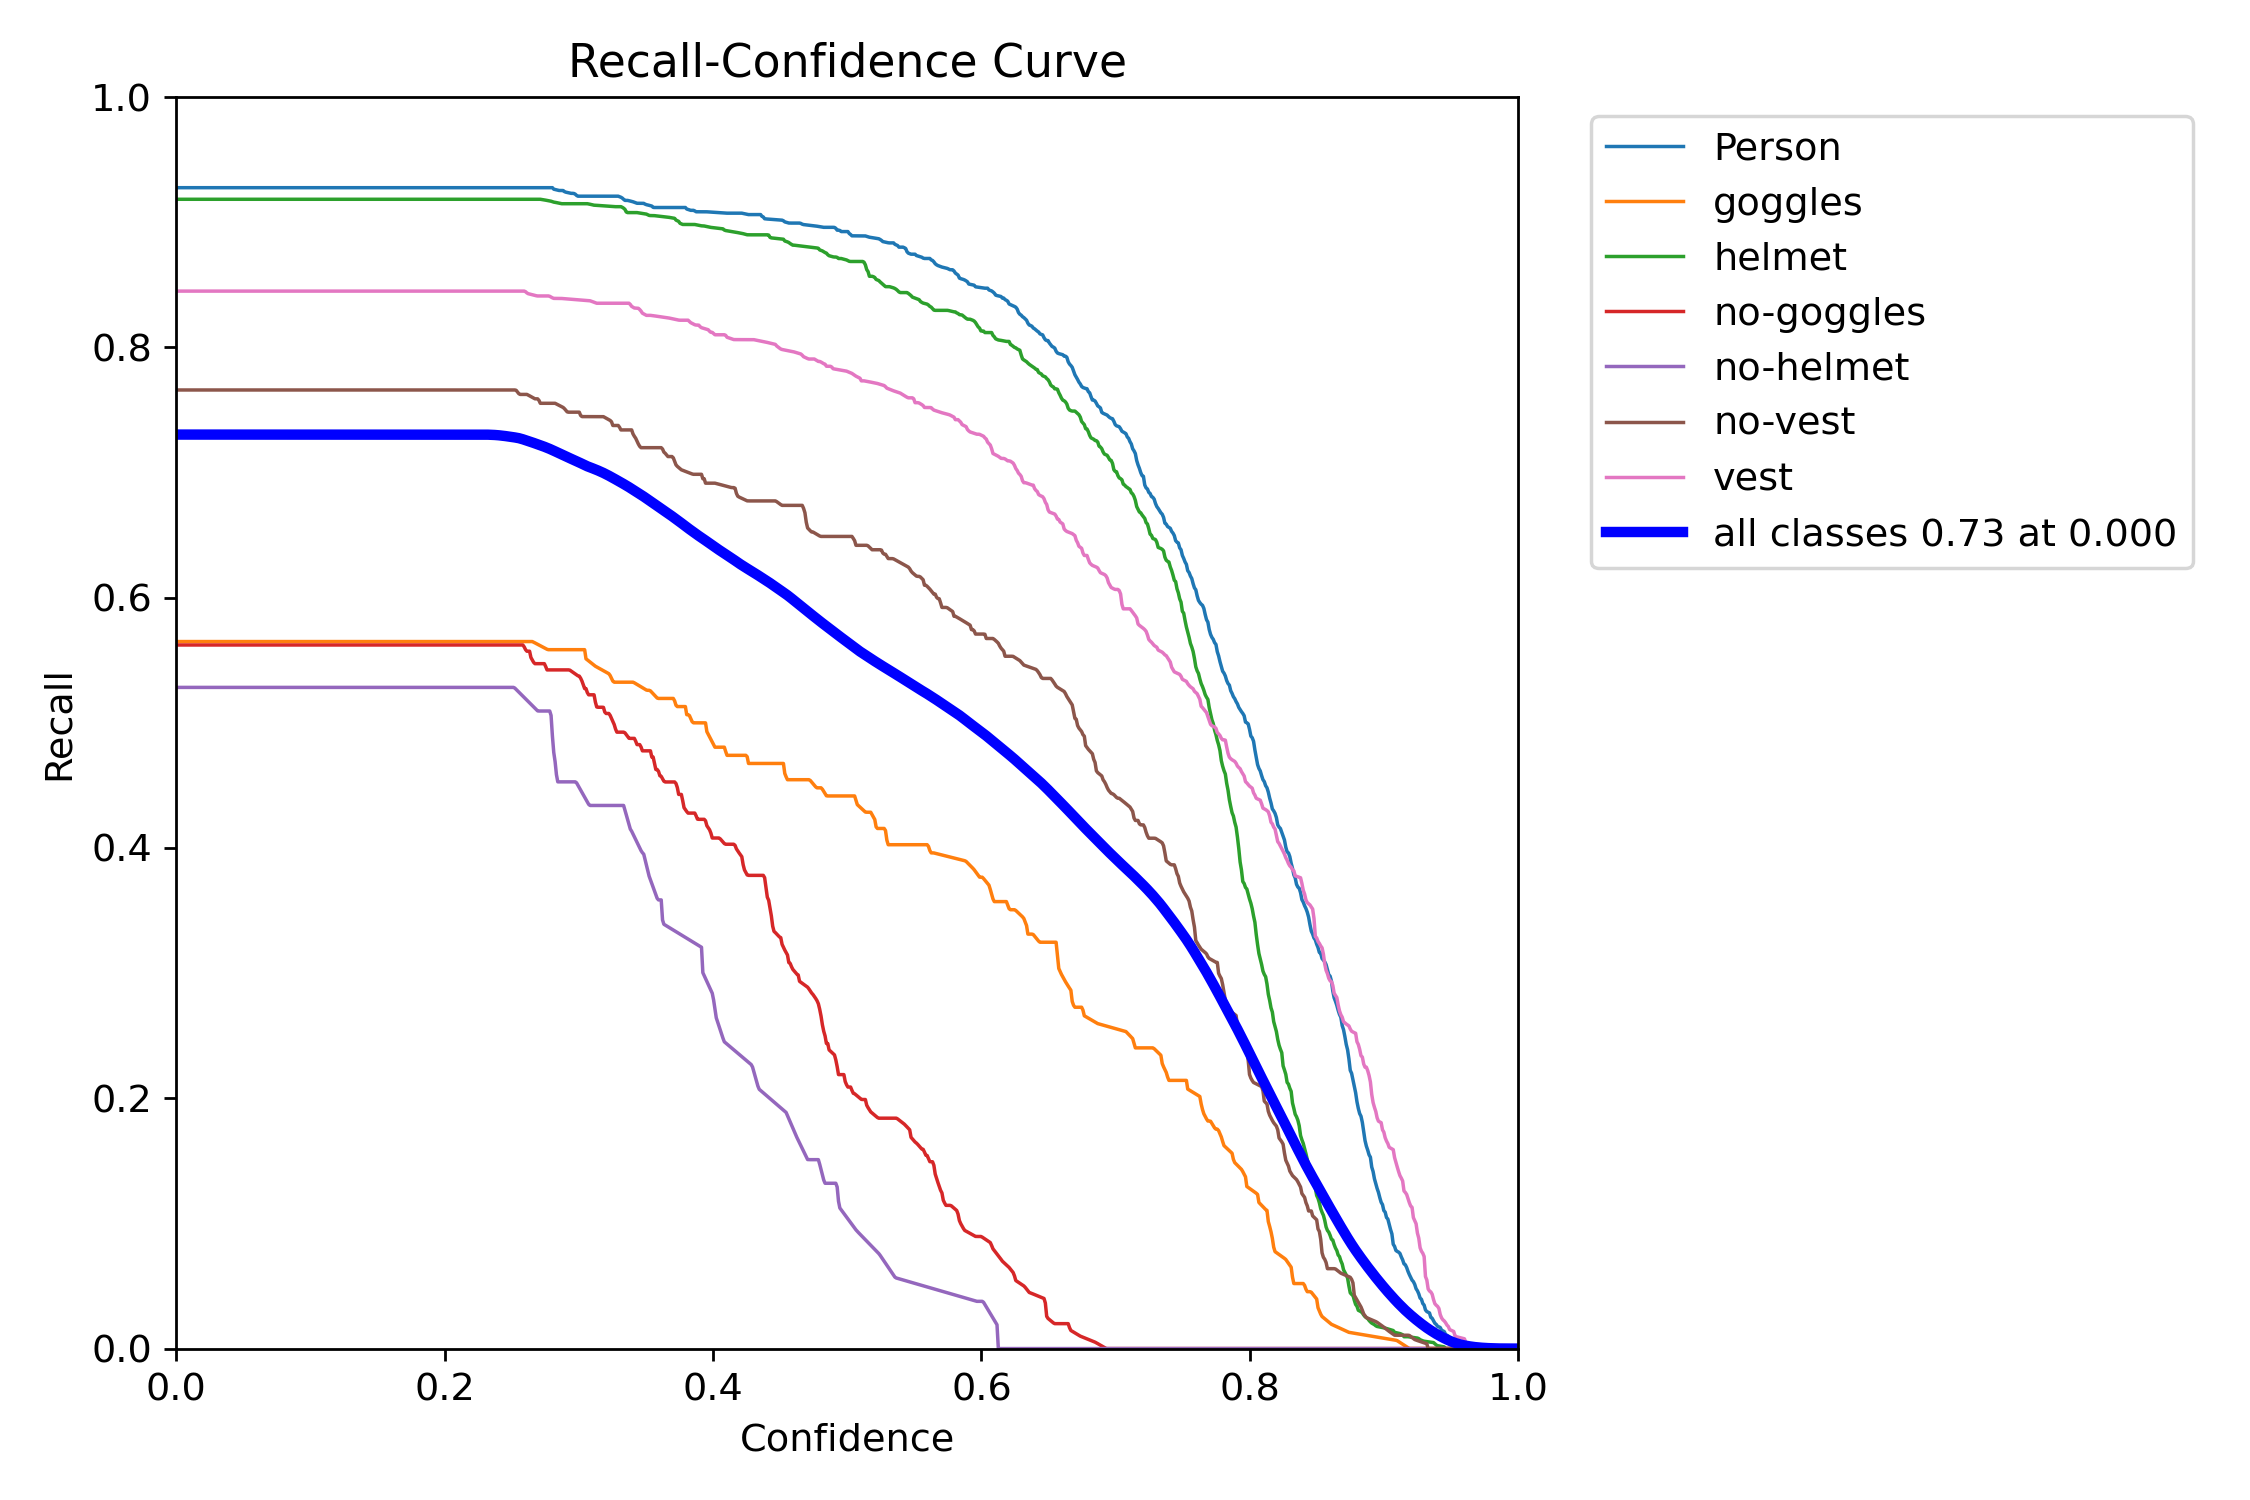 Recall-Confidence Curve
1.0
0.8
0.6
0.4
0.2
0.0
Recall
0.0 0.2 0.4 0.6 0.8 1.0
Confidence
Person
goggles
helmet
no-goggles
no-helmet
no-vest
vest
all classes 0.73 at 0.000